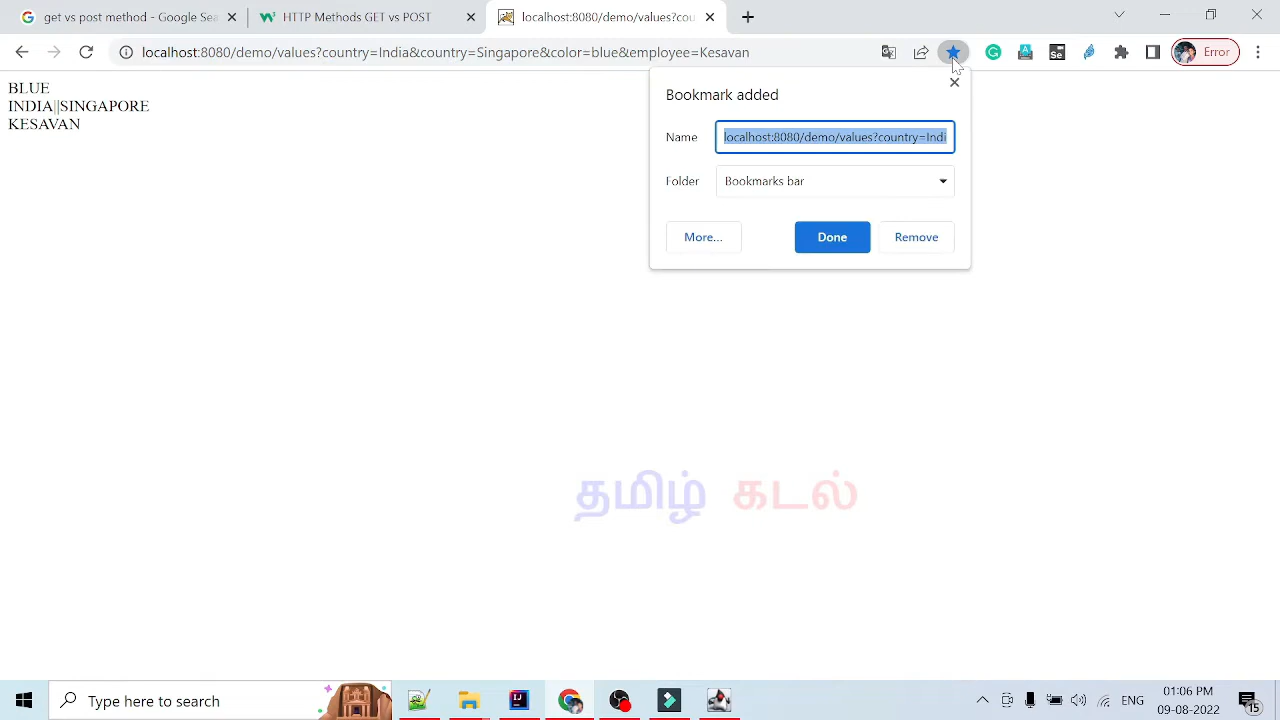 get vs post method - Google Sea
HTTP Methods GET vs POST
localhost:8080/demo/values?cou
localhost:8080/demo/values?country=India&country=Singapore&color=blue&employee=Kesavan
Error
BLUE
INDIA||SINGAPORE
KESAVAN
Bookmark added
Name
localhost:8080/demo/values?country=Indi
Folder
Bookmarks bar
More...
Done
Remove
தமிழ் கடல்
Type here to search
ENG
01:06 PM
09-08-2022
15